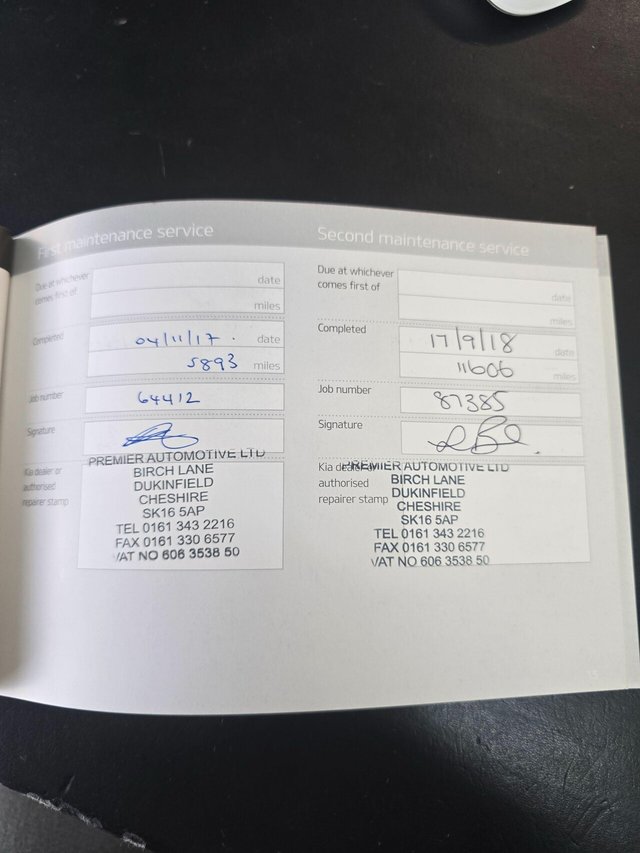 First maintenance service
Due at whichever
comes first of
date
miles
Completed
04/11/17.
date
5893
miles
Job number
64412
Signature
Kia dealer or
authorised
repairer stamp
PREMIER AUTOMOTIVE LTD
BIRCH LANE
DUKINFIELD
CHESHIRE
SK16 5AP
TEL 0161 343 2216
FAX 0161 330 6577
VAT NO 606 3538 50
Second maintenance service
Due at whichever
comes first of
date
miles
Completed
17/9/18
date
11606
miles
Job number
87385
Signature
Kia dealer or
authorised
repairer stamp
PREMIER AUTOMOTIVE LTD
BIRCH LANE
DUKINFIELD
CHESHIRE
SK16 5AP
TEL 0161 343 2216
FAX 0161 330 6577
VAT NO 606 3538 50